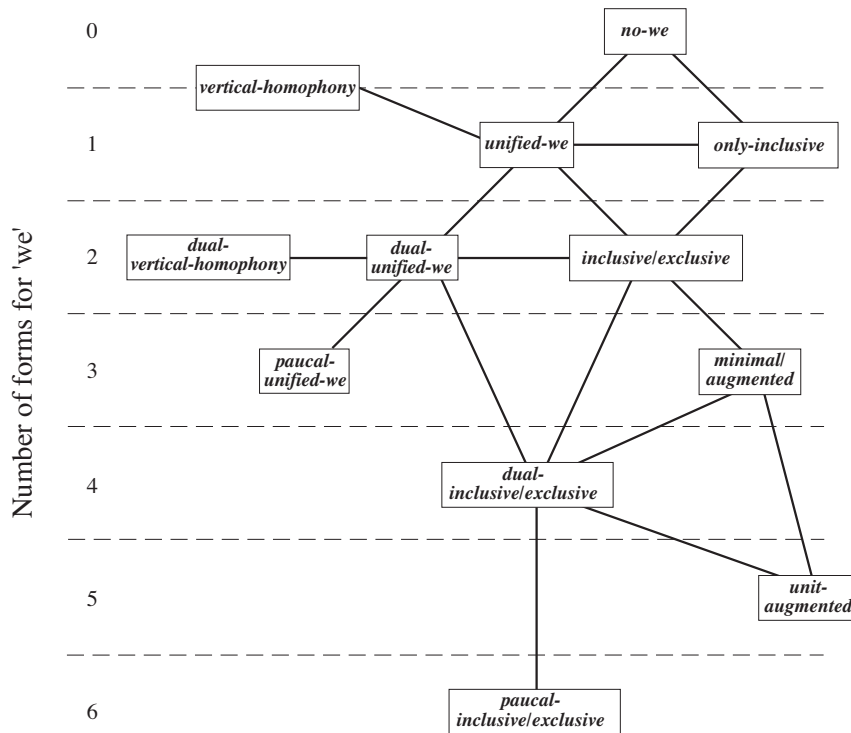 0
no-we
vertical-homophony
1
unified-we
only-inclusive
2
dual-
vertical-homophony
dual-
unified-we
inclusive/exclusive
3
paucal-
unified-we
minimal/
augmented
4
dual-
inclusive/exclusive
5
unit-
augmented
6
paucal-
inclusive/exclusive
Number of forms for 'we'